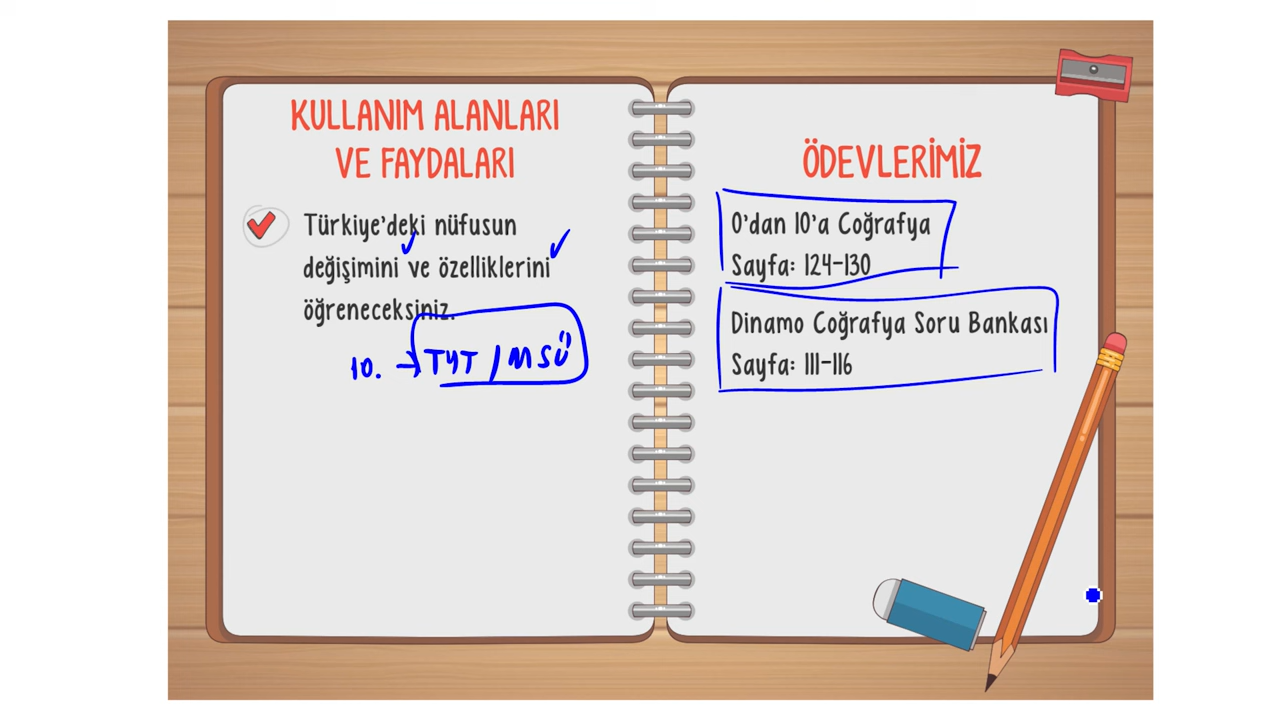 KULLANIM ALANLARI
VE FAYDALARI
Türkiye'deki nüfusun
değişimini ve özelliklerini
öğreneceksiniz.
10. → TYT / MSÜ
ÖDEVLERİMİZ
0'dan 10'a Coğrafya
Sayfa: 124-130
Dinamo Coğrafya Soru Bankası
Sayfa: 111-116